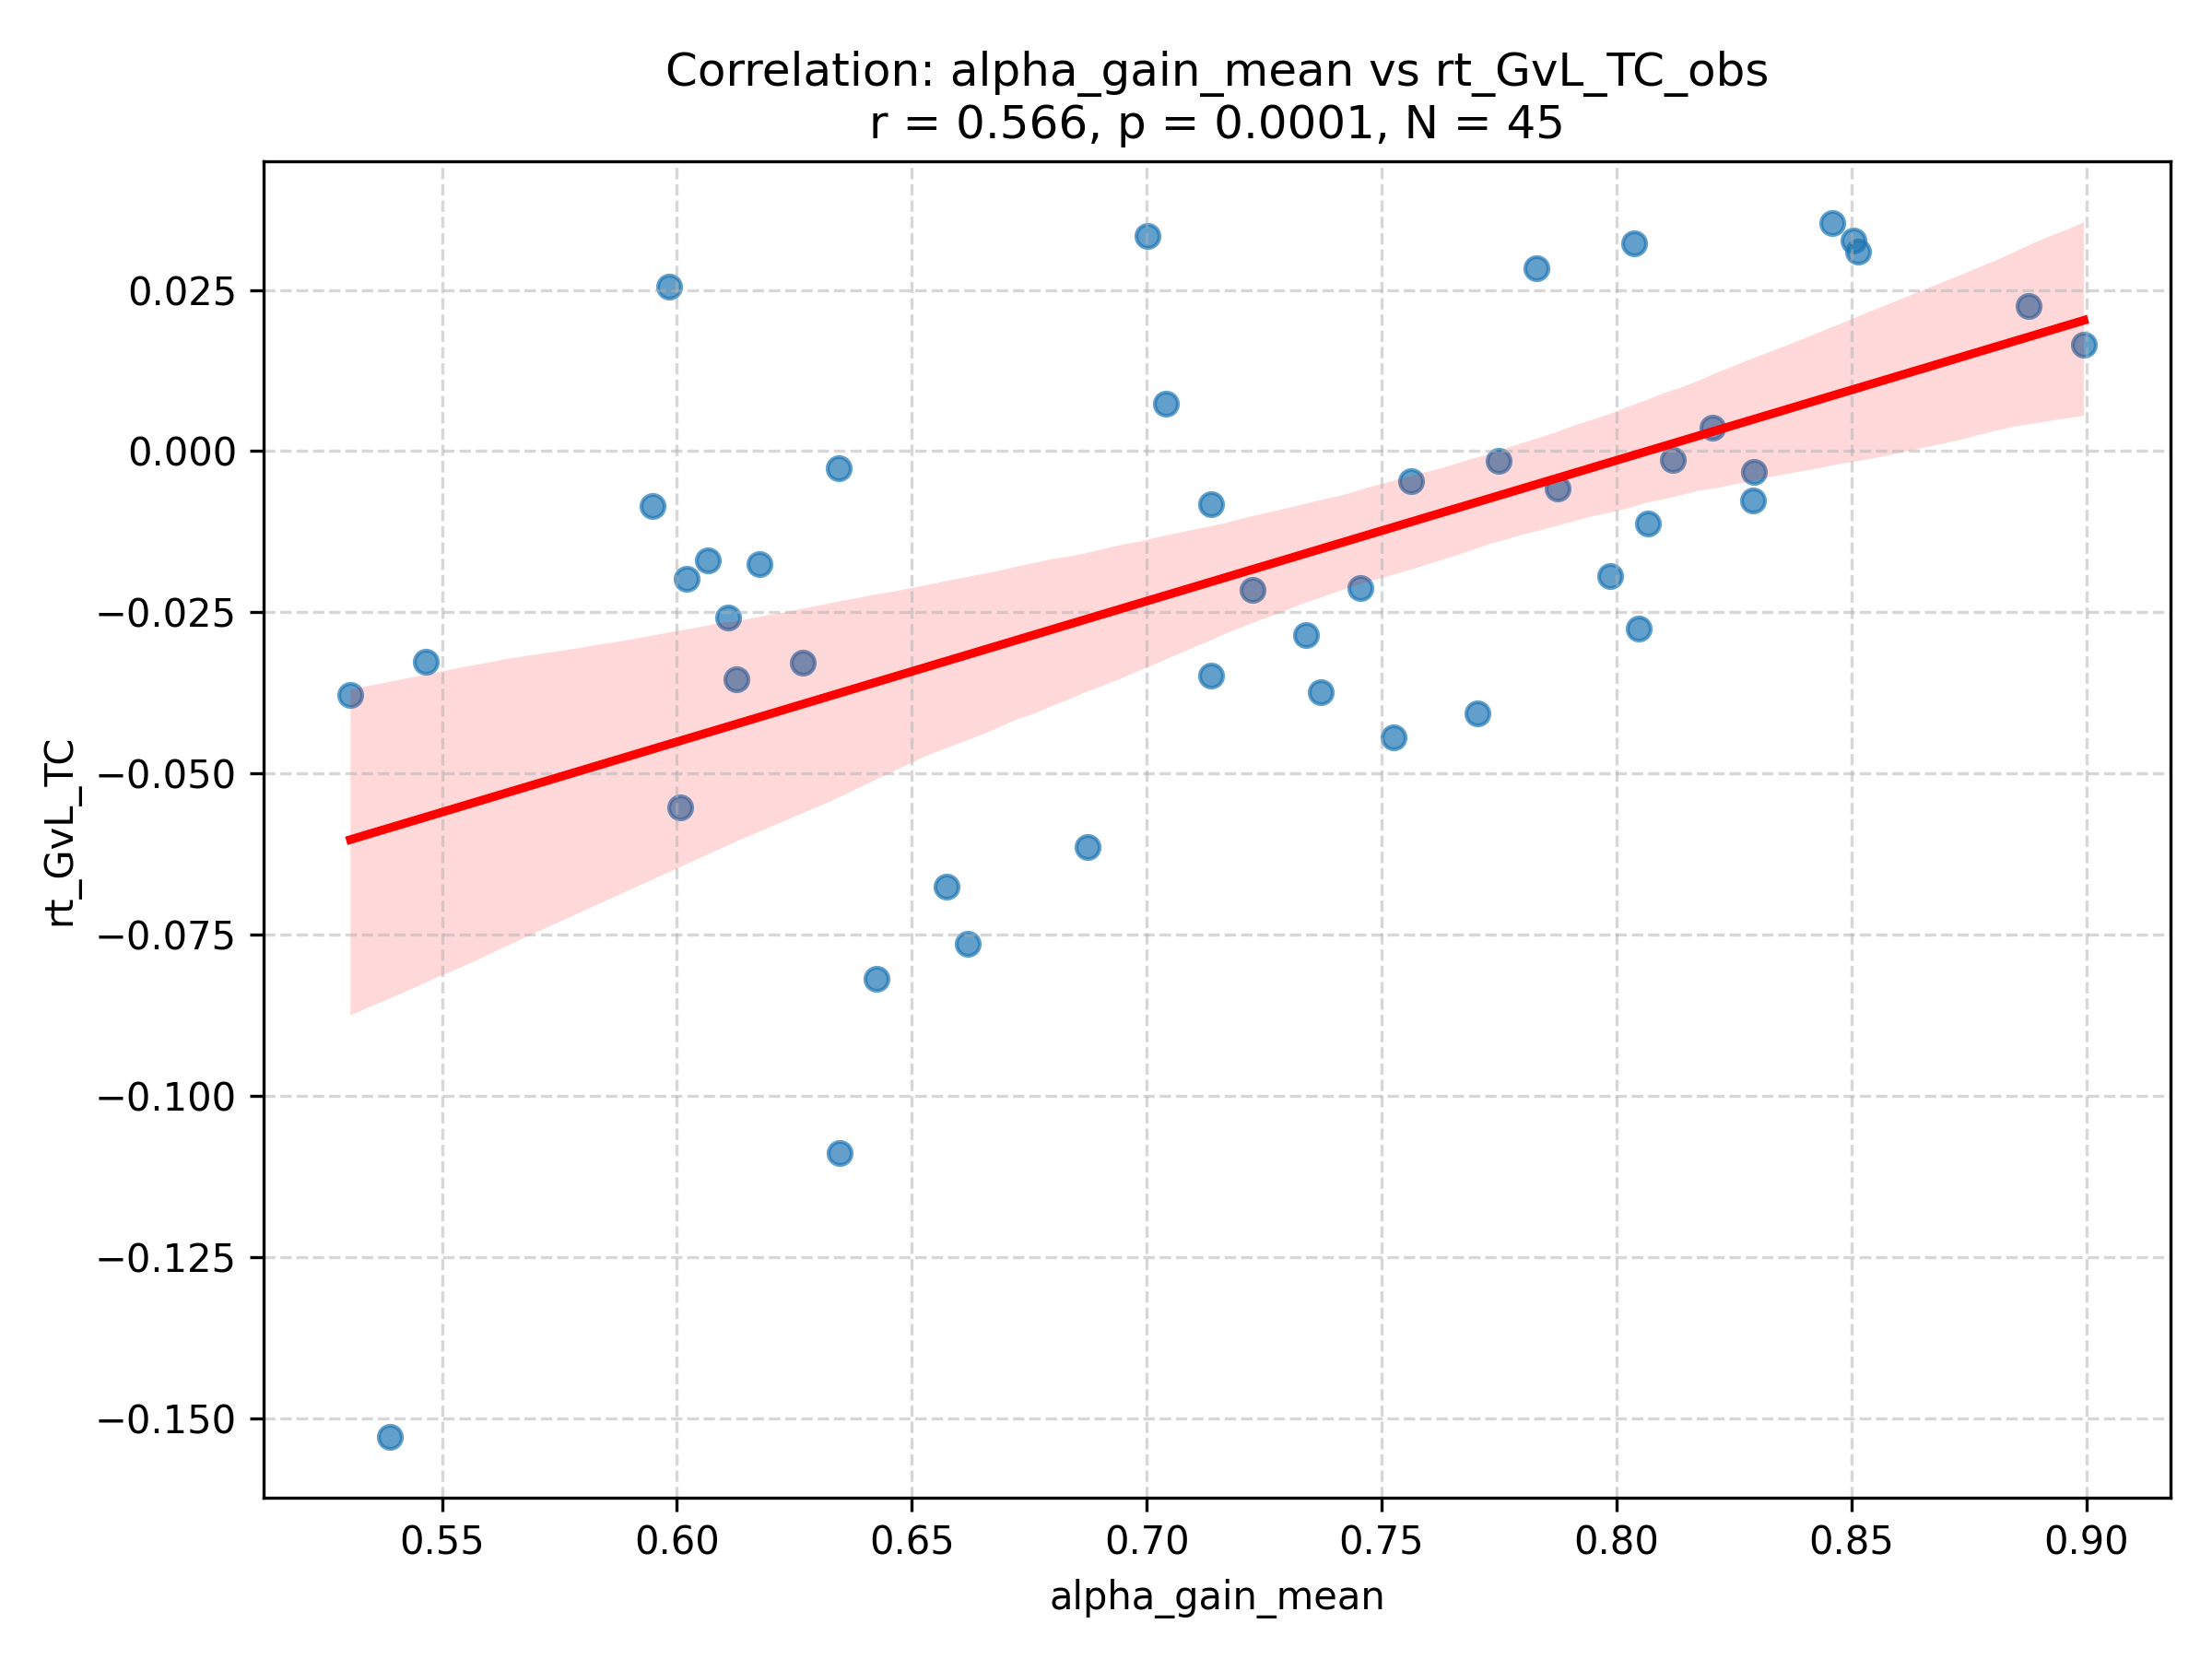 Correlation: alpha_gain_mean vs rt_GvL_TC_obs
r = 0.566, p = 0.0001, N = 45
rt_GvL_TC
0.025
0.000
−0.025
−0.050
−0.075
−0.100
−0.125
−0.150
0.55 0.60 0.65 0.70 0.75 0.80 0.85 0.90
alpha_gain_mean